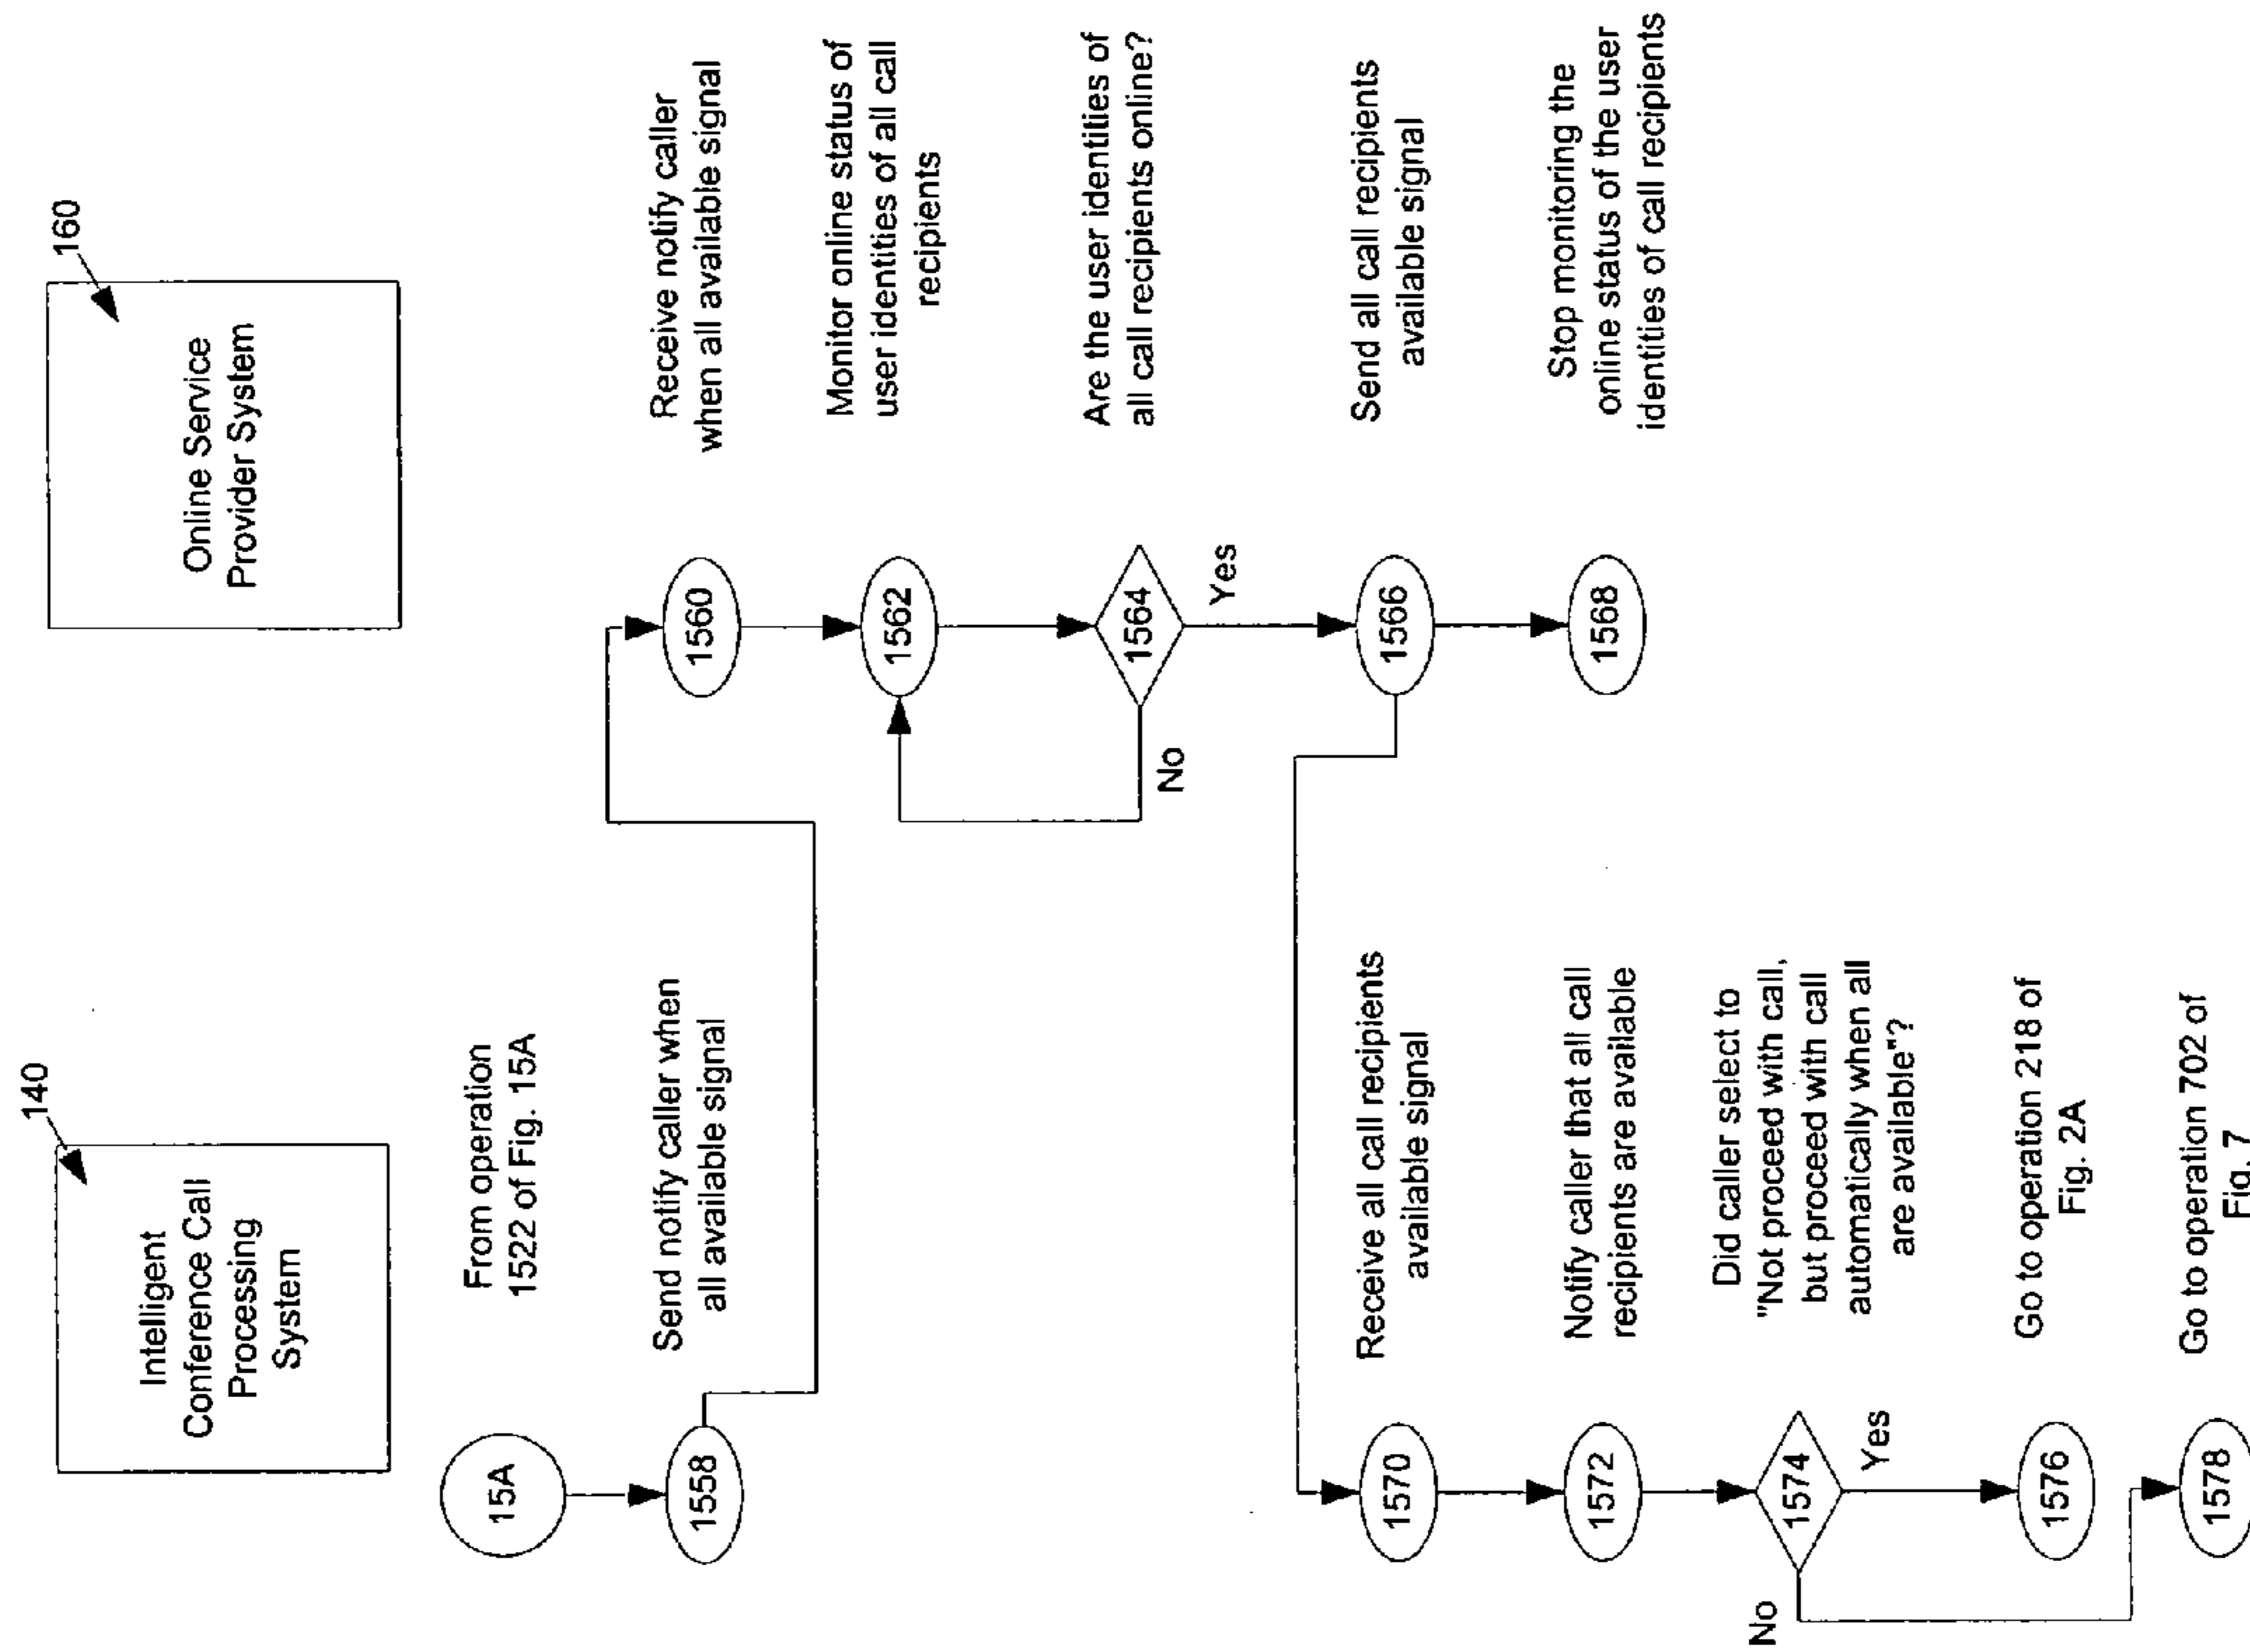 140
Intelligent
Conference Call
Processing
System
160
Online Service
Provider System
15A
From operation
1522 of Fig. 15A
1558
Send notify caller when
all available signal
1560
Receive notify caller
when all available signal
1562
Monitor online status of
user identities of all call
recipients
1564
Are the user identities of
all call recipients online?
No
Yes
1566
Send all call recipients
available signal
1568
Stop monitoring the
online status of the user
identities of call recipients
1570
Receive all call recipients
available signal
1572
Notify caller that all call
recipients are available
1574
Did caller select to
"Not proceed with call,
but proceed with call
automatically when all
are available"?
No
Yes
1576
Go to operation 218 of
Fig. 2A
1578
Go to operation 702 of
Fig. 7